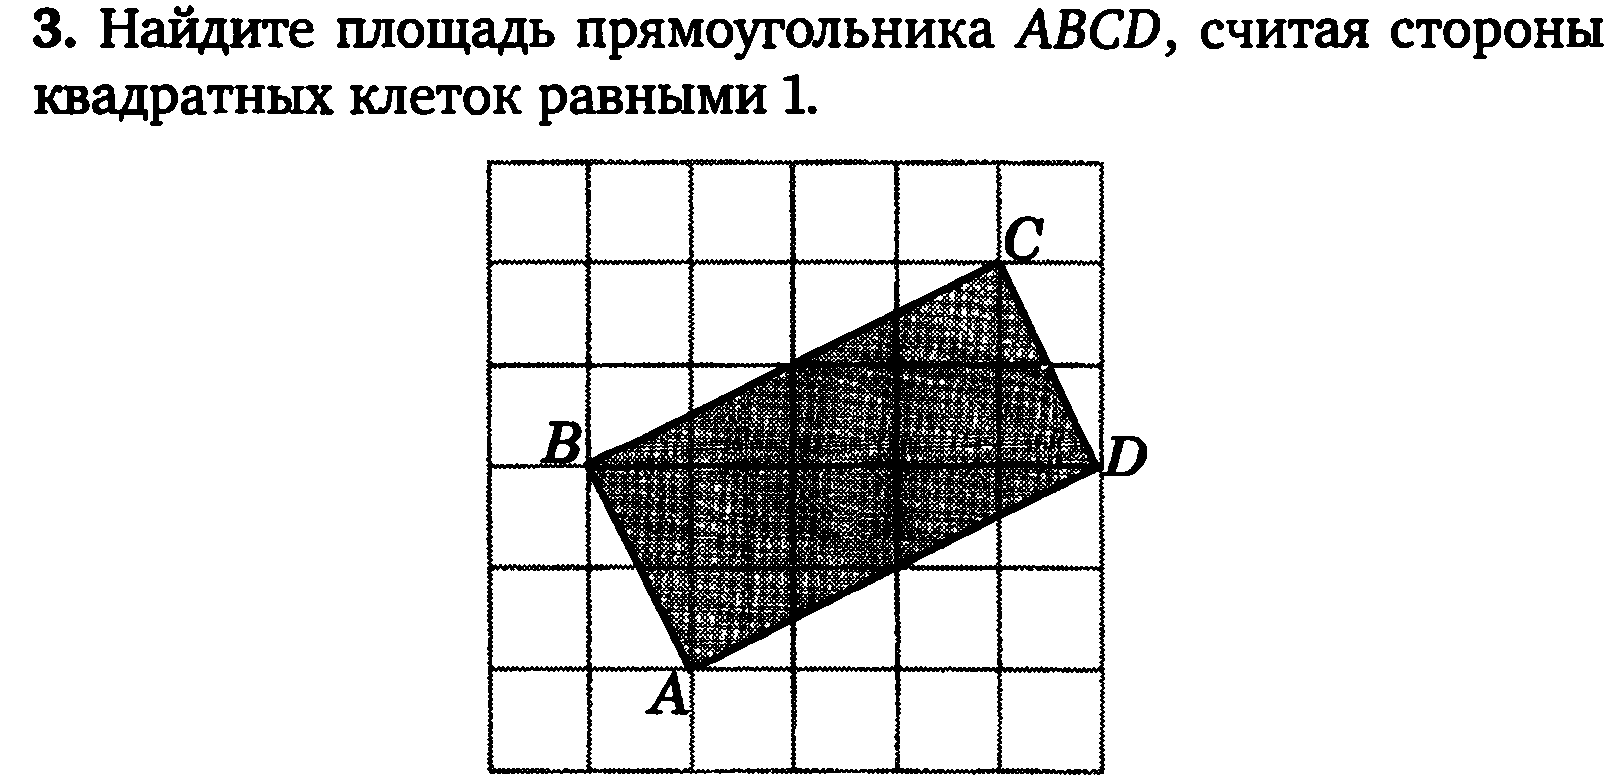 3. Найдите площадь прямоугольника ABCD, считая стороны
квадратных клеток равными 1.
C
B
D
A